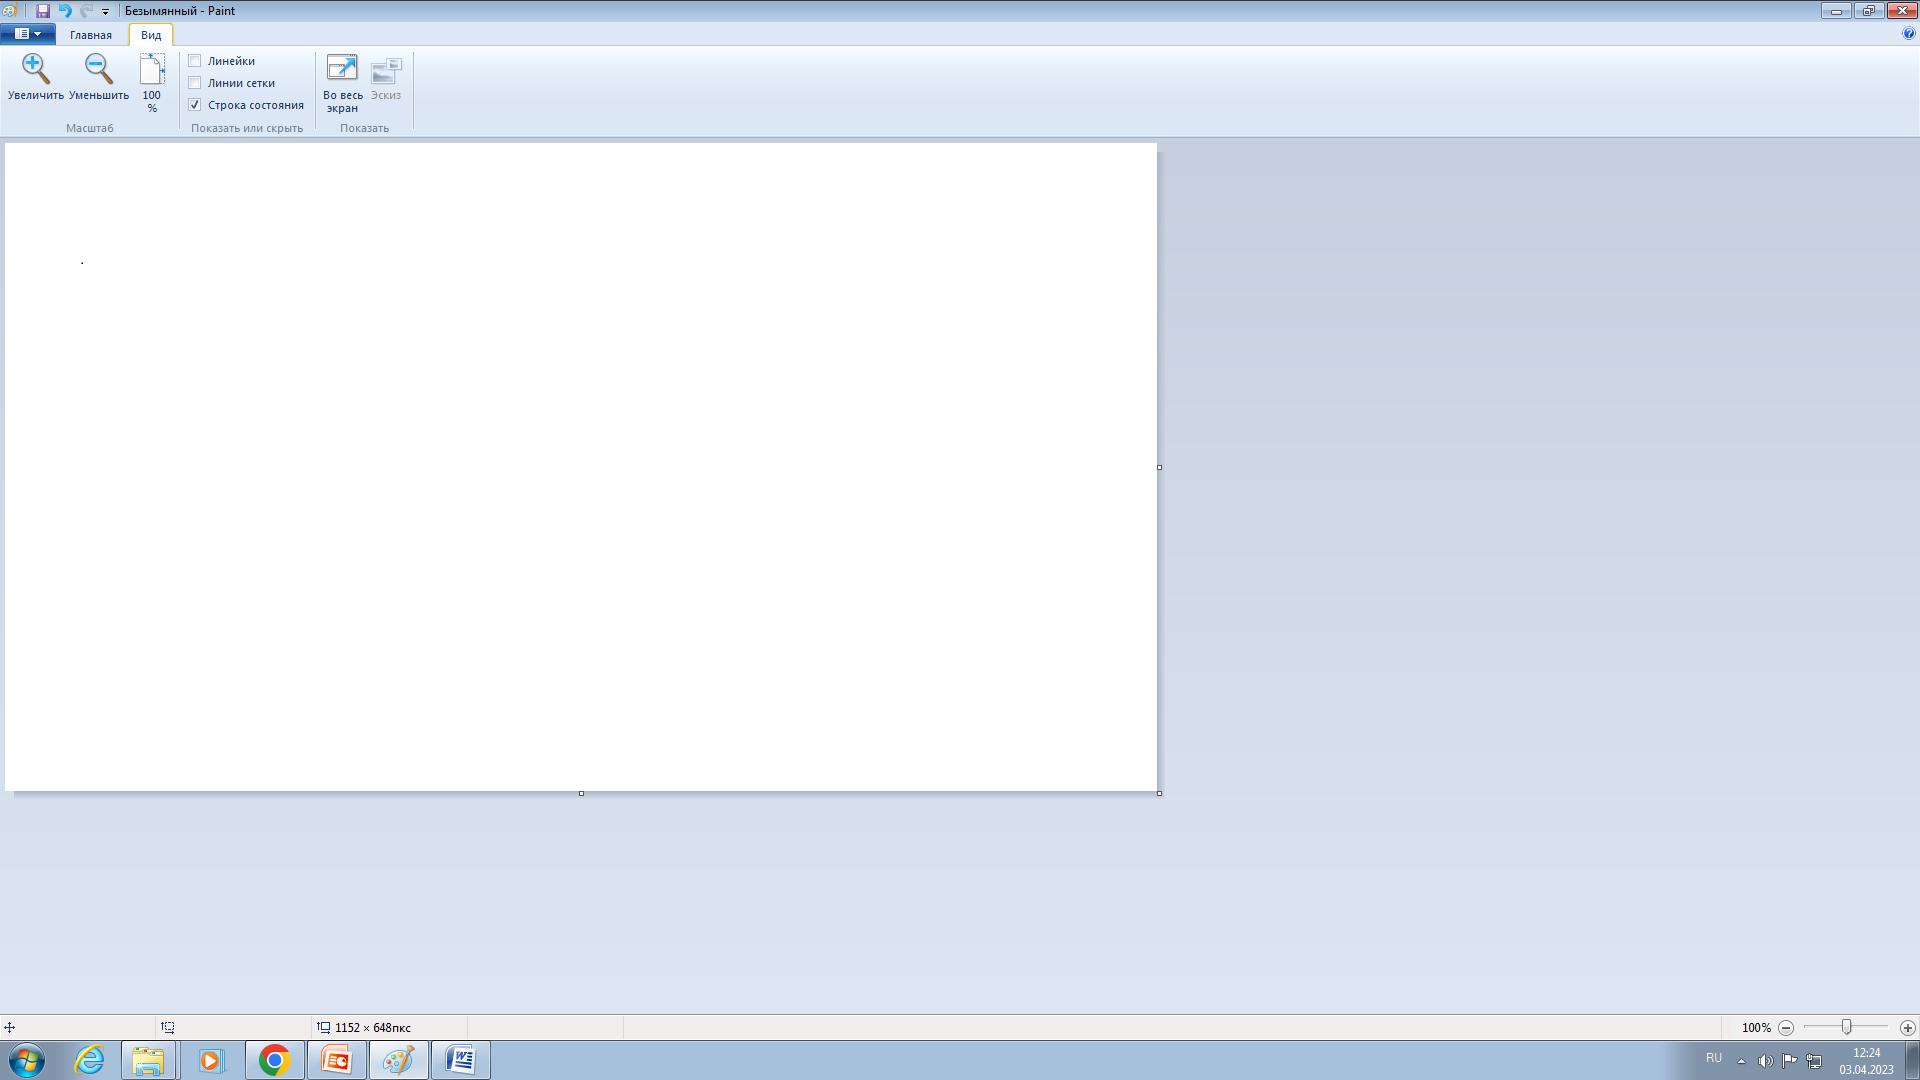 Безымянный - Paint
Главная
Вид
Увеличить
Уменьшить
100
%
Масштаб
Линейки
Линии сетки
Строка состояния
Показать или скрыть
Во весь
экран
Эскиз
Показать
1152 × 648пкс
100%
RU
12:24
03.04.2023